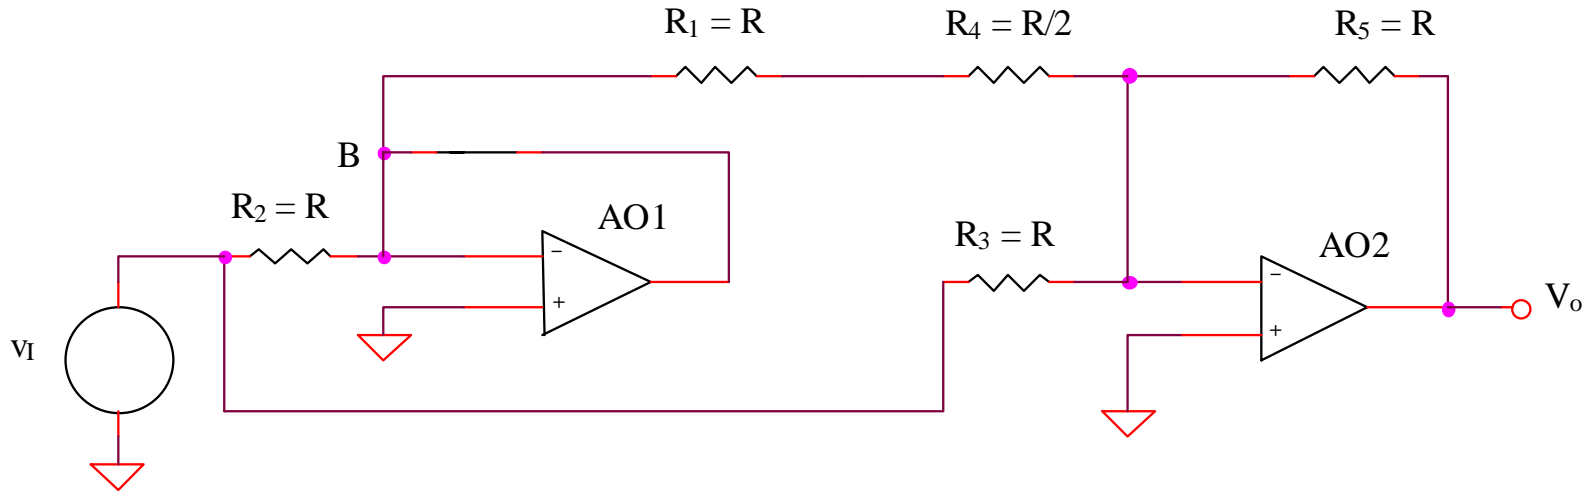 R₁ = R
R₄ = R/2
R₅ = R
B
R₂ = R
AO1
R₃ = R
AO2
−
+
−
+
vI
Vₒ